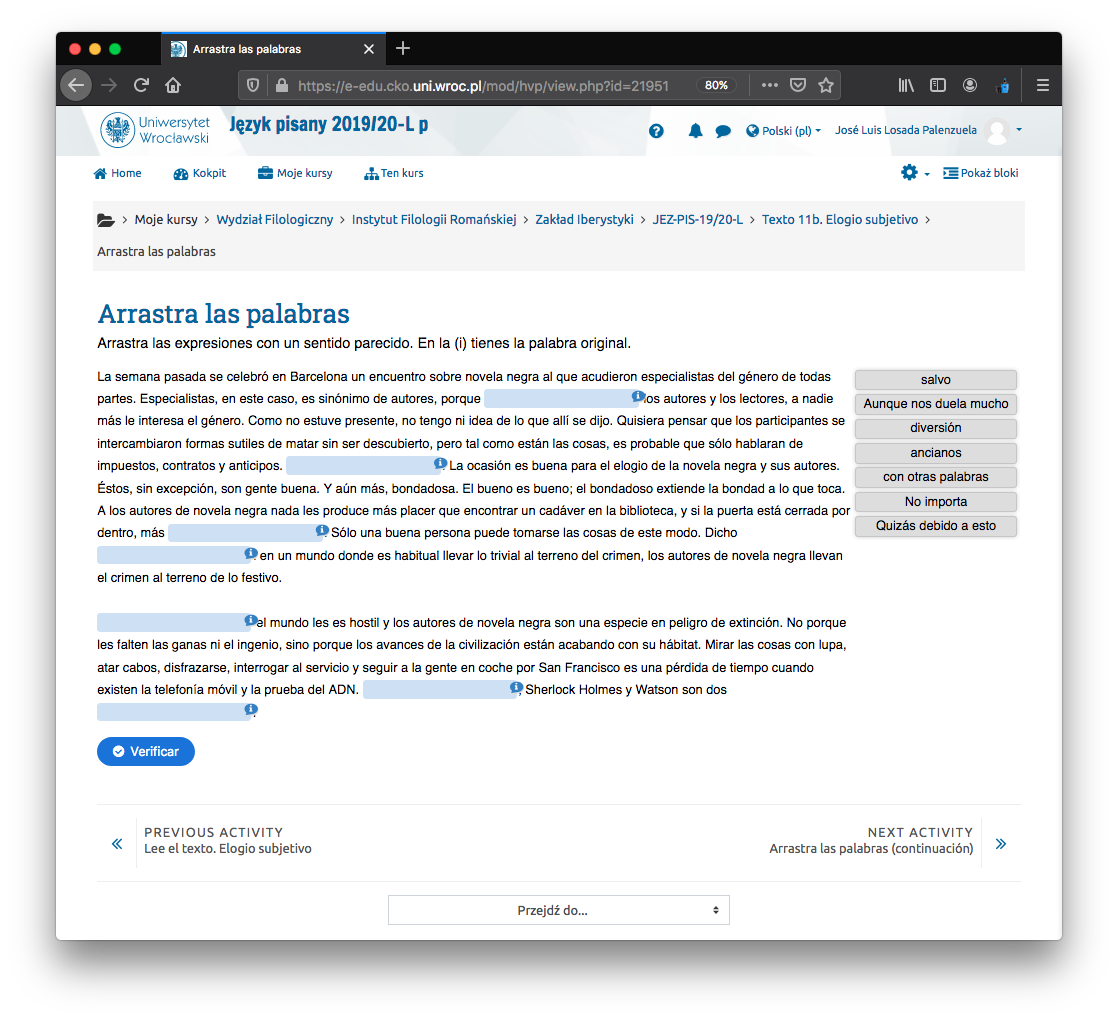 Arrastra las palabras
https://e-edu.cko.uni.wroc.pl/mod/hvp/view.php?id=21951
80%
Uniwersytet
Wrocławski
Język pisany 2019/20-L p
Polski (pl)
José Luis Losada Palenzuela
Home
Kokpit
Moje kursy
Ten kurs
Pokaż bloki
> Moje kursy > Wydział Filologiczny > Instytut Filologii Romańskiej > Zakład Iberystyki > JEZ-PIS-19/20-L > Texto 11b. Elogio subjetivo >
Arrastra las palabras
Arrastra las palabras
Arrastra las expresiones con un sentido parecido. En la (i) tienes la palabra original.
La semana pasada se celebró en Barcelona un encuentro sobre novela negra al que acudieron especialistas del género de todas
partes. Especialistas, en este caso, es sinónimo de autores, porque los autores y los lectores, a nadie
más le interesa el género. Como no estuve presente, no tengo ni idea de lo que allí se dijo. Quisiera pensar que los participantes se
intercambiaron formas sutiles de matar sin ser descubierto, pero tal como están las cosas, es probable que sólo hablaran de
impuestos, contratos y anticipos. La ocasión es buena para el elogio de la novela negra y sus autores.
Éstos, sin excepción, son gente buena. Y aún más, bondadosa. El bueno es bueno; el bondadoso extiende la bondad a lo que toca.
A los autores de novela negra nada les produce más placer que encontrar un cadáver en la biblioteca, y si la puerta está cerrada por
dentro, más . Sólo una buena persona puede tomarse las cosas de este modo. Dicho
: en un mundo donde es habitual llevar lo trivial al terreno del crimen, los autores de novela negra llevan
el crimen al terreno de lo festivo.
el mundo les es hostil y los autores de novela negra son una especie en peligro de extinción. No porque
les falten las ganas ni el ingenio, sino porque los avances de la civilización están acabando con su hábitat. Mirar las cosas con lupa,
atar cabos, disfrazarse, interrogar al servicio y seguir a la gente en coche por San Francisco es una pérdida de tiempo cuando
existen la telefonía móvil y la prueba del ADN. , Sherlock Holmes y Watson son dos
.
salvo
Aunque nos duela mucho
diversión
ancianos
con otras palabras
No importa
Quizás debido a esto
Verificar
PREVIOUS ACTIVITY
Lee el texto. Elogio subjetivo
NEXT ACTIVITY
Arrastra las palabras (continuación)
Przejdź do...